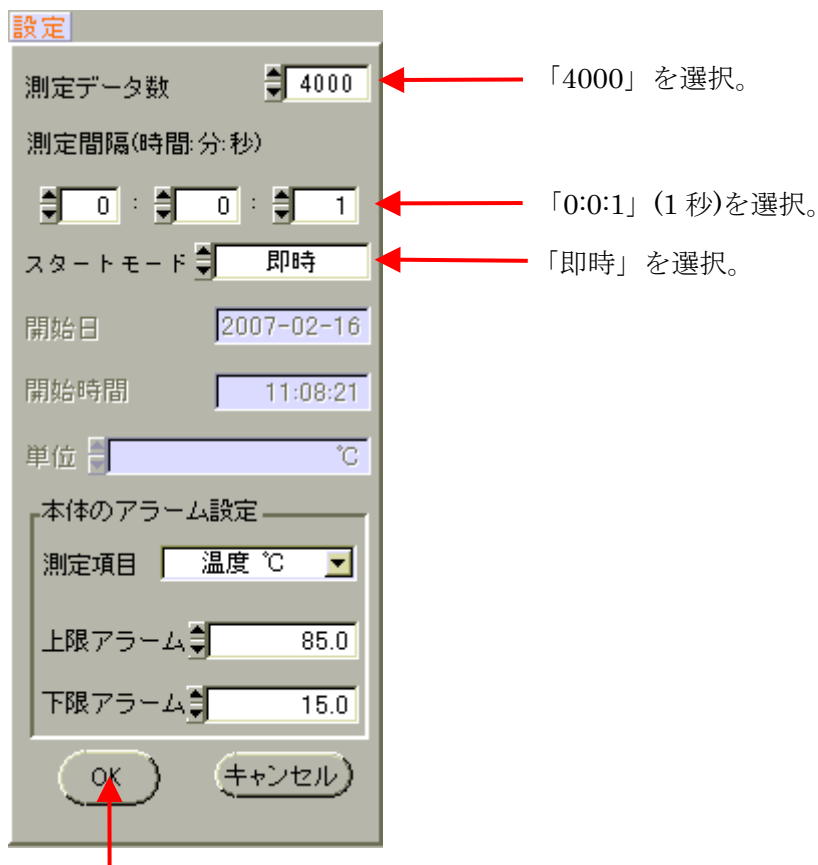 設定
測定データ数 4000 「4000」を選択。
測定間隔(時間:分:秒)
0 : 0 : 1 「0:0:1」(1 秒)を選択。
スタートモード 即時 「即時」を選択。
開始日 2007-02-16
開始時間 11:08:21
単位 ℃
本体のアラーム設定
測定項目 温度 ℃
上限アラーム 85.0
下限アラーム 15.0
OK キャンセル